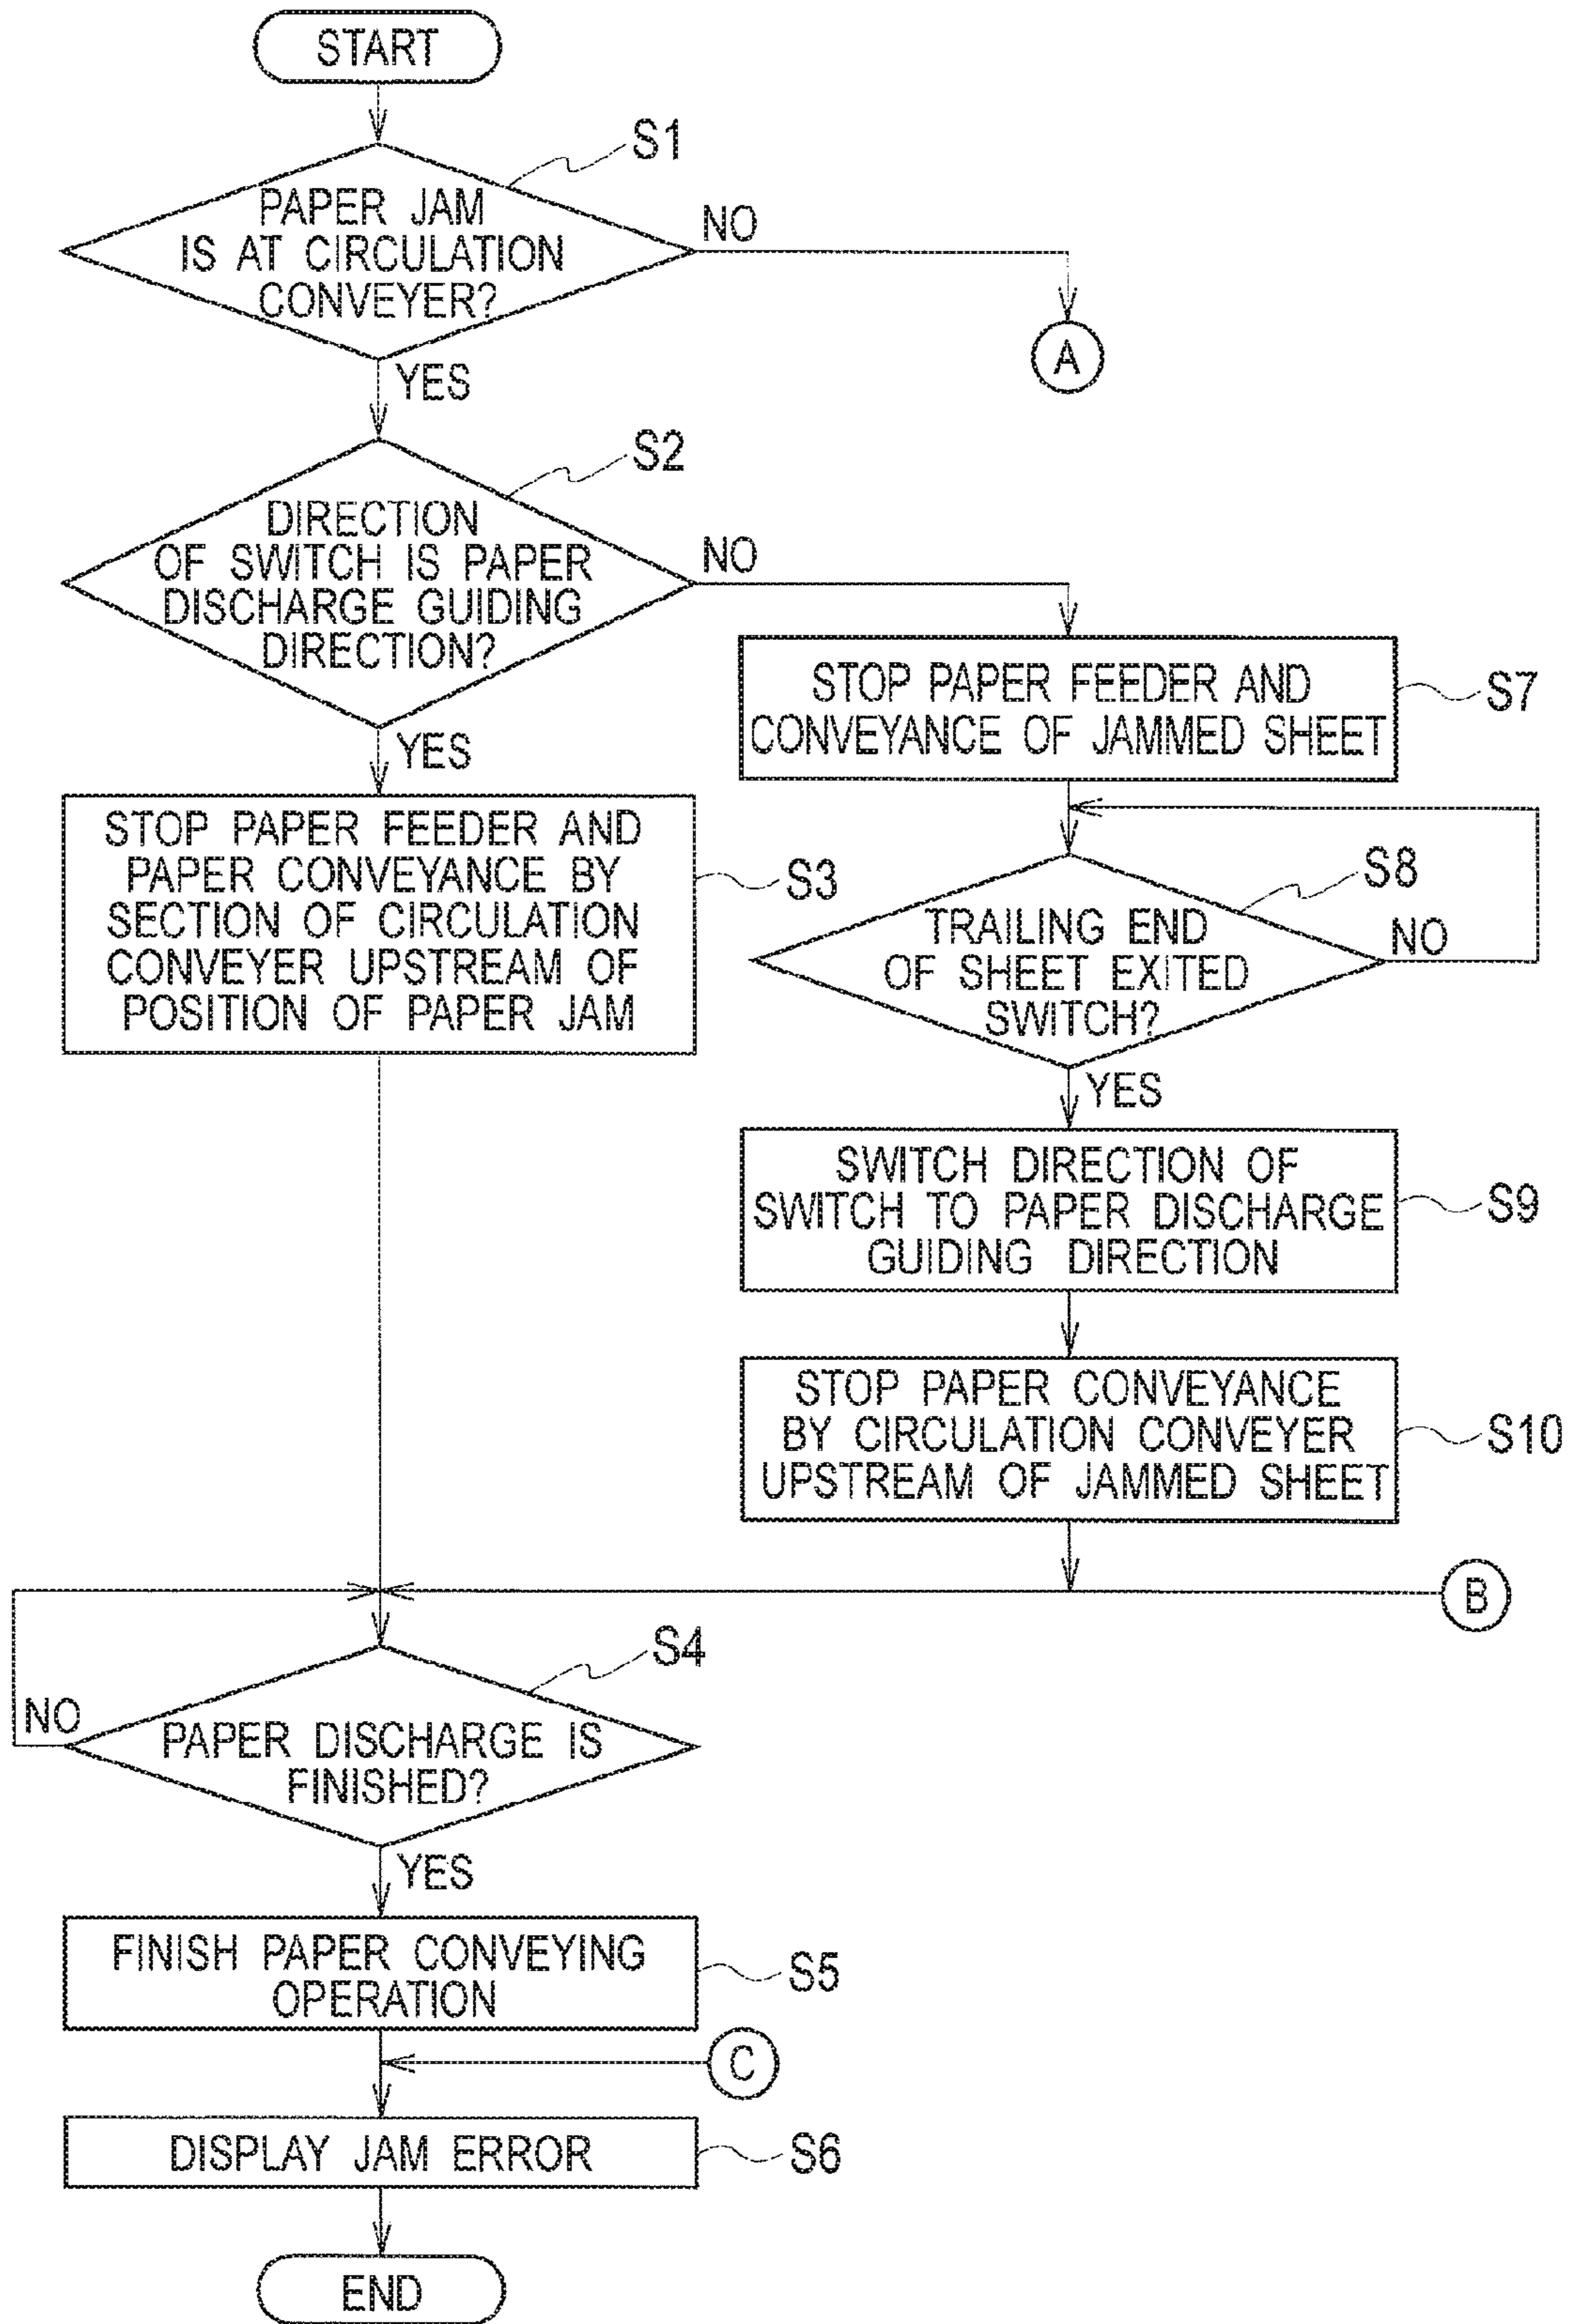 START
S1
PAPER JAM
IS AT CIRCULATION
CONVEYER?
NO
A
YES
S2
DIRECTION
OF SWITCH IS PAPER
DISCHARGE GUIDING
DIRECTION?
NO
YES
STOP PAPER FEEDER AND
CONVEYANCE OF JAMMED SHEET
S7
STOP PAPER FEEDER AND
PAPER CONVEYANCE BY
SECTION OF CIRCULATION
CONVEYER UPSTREAM OF
POSITION OF PAPER JAM
S3
S8
TRAILING END
OF SHEET EXITED
SWITCH?
NO
YES
SWITCH DIRECTION OF
SWITCH TO PAPER DISCHARGE
GUIDING DIRECTION
S9
STOP PAPER CONVEYANCE
BY CIRCULATION CONVEYER
UPSTREAM OF JAMMED SHEET
S10
B
S4
NO
PAPER DISCHARGE IS
FINISHED?
YES
FINISH PAPER CONVEYING
OPERATION
S5
C
DISPLAY JAM ERROR
S6
END